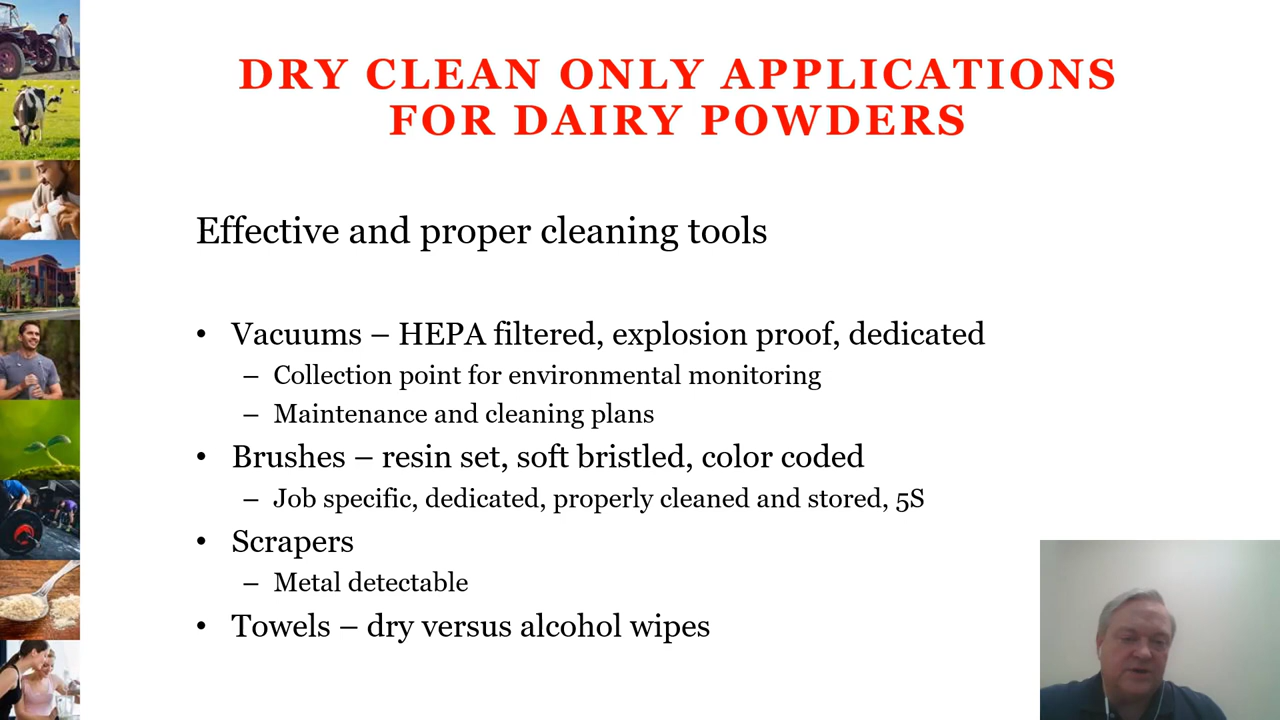 DRY CLEAN ONLY APPLICATIONS
FOR DAIRY POWDERS
Effective and proper cleaning tools
• Vacuums – HEPA filtered, explosion proof, dedicated
– Collection point for environmental monitoring
– Maintenance and cleaning plans
• Brushes – resin set, soft bristled, color coded
– Job specific, dedicated, properly cleaned and stored, 5S
• Scrapers
– Metal detectable
• Towels – dry versus alcohol wipes